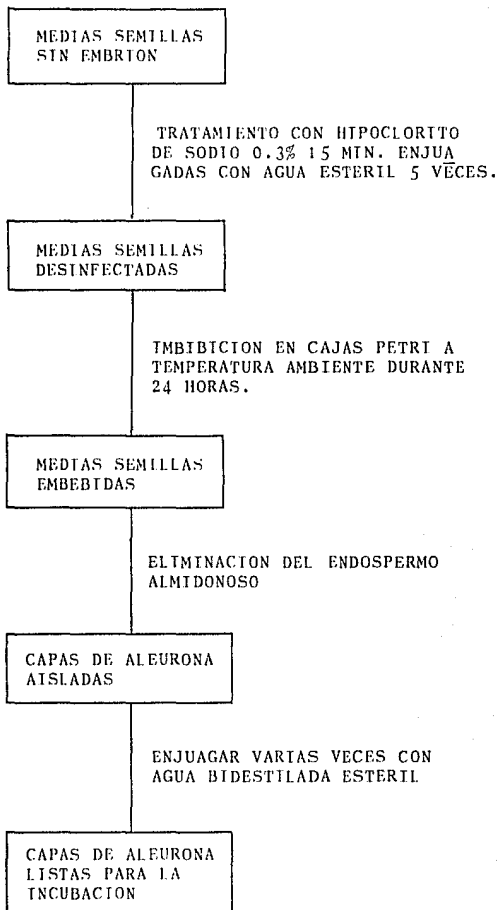 MEDIAS SEMILLAS
SIN EMBRION
TRATAMIENTO CON HIPOCLORITO
DE SODIO 0.3% 15 MIN. ENJUA
GADAS CON AGUA ESTERIL 5 VECES.
MEDIAS SEMILLAS
DESINFECTADAS
IMBIBICION EN CAJAS PETRI A
TEMPERATURA AMBIENTE DURANTE
24 HORAS.
MEDIAS SEMILLAS
EMBEBIDAS
ELIMINACION DEL ENDOSPERMO
ALMIDONOSO
CAPAS DE ALEURONA
AISLADAS
ENJUAGAR VARIAS VECES CON
AGUA BIDESTILADA ESTERIL
CAPAS DE ALEURONA
LISTAS PARA LA
INCUBACION